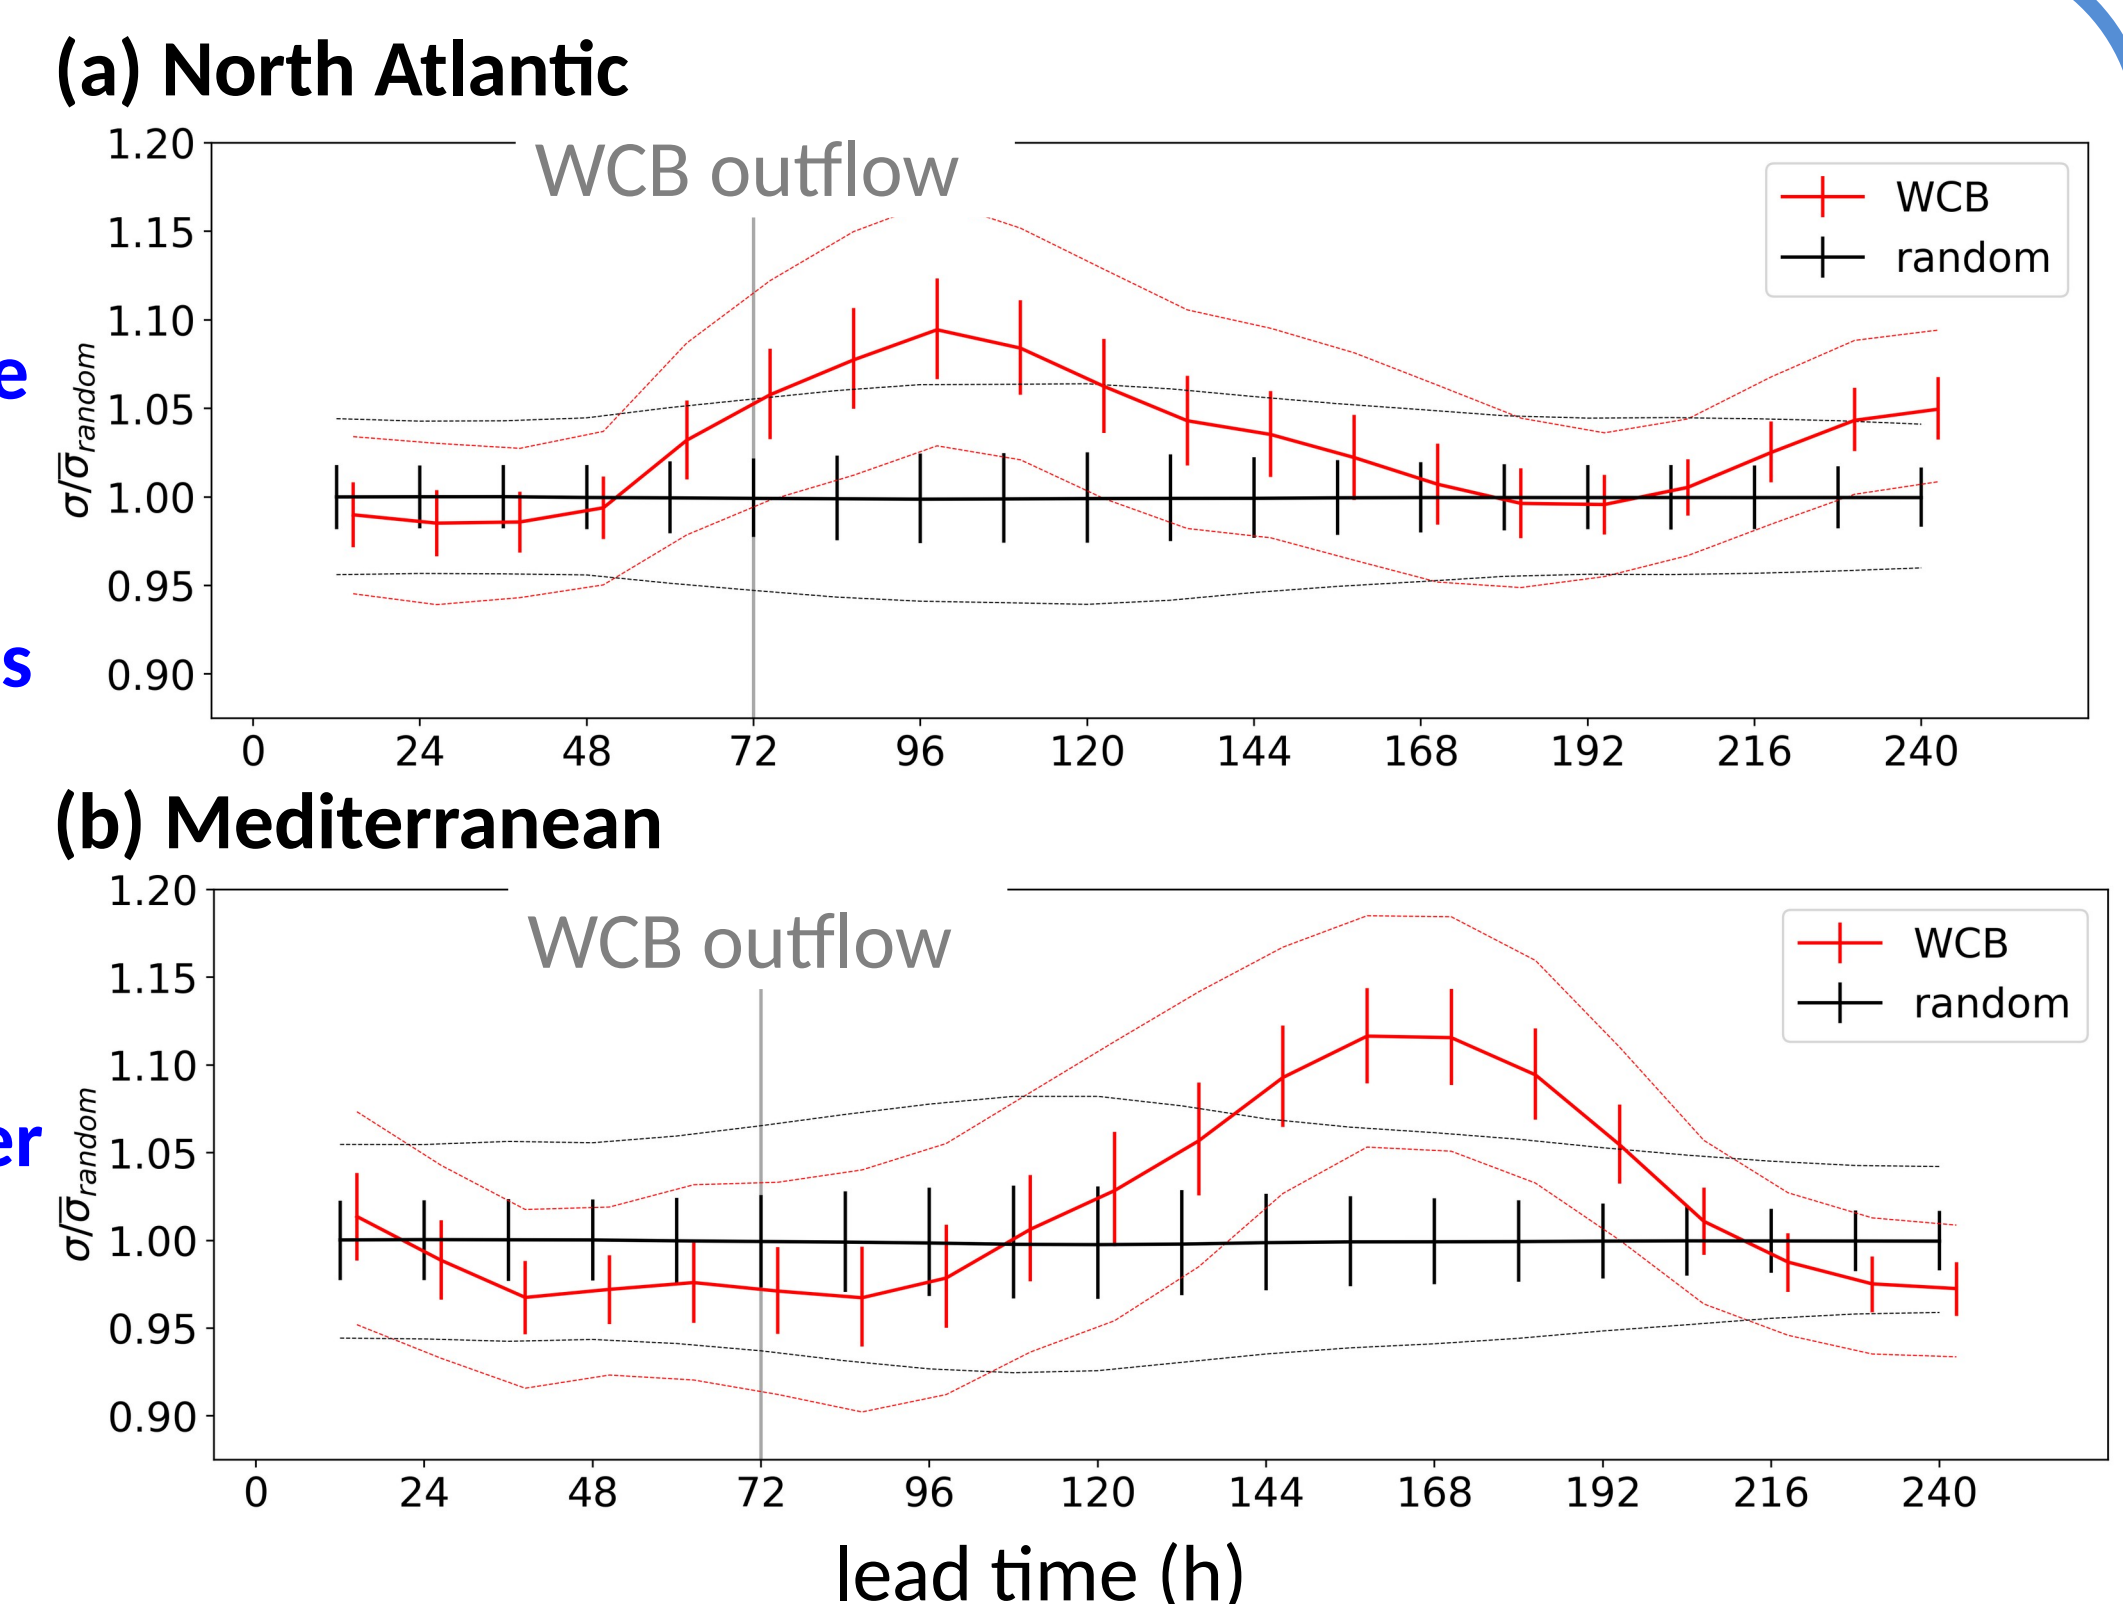 (a) North Atlantic
1.20
WCB outflow
WCB
random
1.15
1.10
1.05
1.00
0.95
0.90
σ/σ̅random
e
s
0 24 48 72 96 120 144 168 192 216 240
(b) Mediterranean
1.20
WCB outflow
WCB
random
1.15
1.10
1.05
1.00
0.95
0.90
σ/σ̅random
er
0 24 48 72 96 120 144 168 192 216 240
lead time (h)